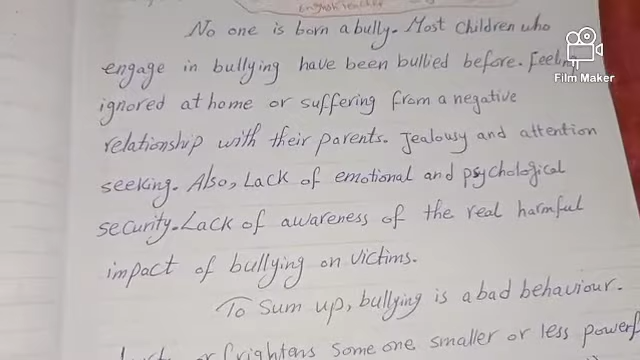 english teacher
No one is born a bully. Most children who
engage in bullying have been bullied before. Feeling
Film Maker
ignored at home or suffering from a negative
relationship with their parents. Jealousy and attention
seeking. Also, Lack of emotional and psychological
security. Lack of awareness of the real harmful
impact of bullying on victims.
To Sum up, bullying is a bad behaviour.
or frightens some one smaller or less powerf